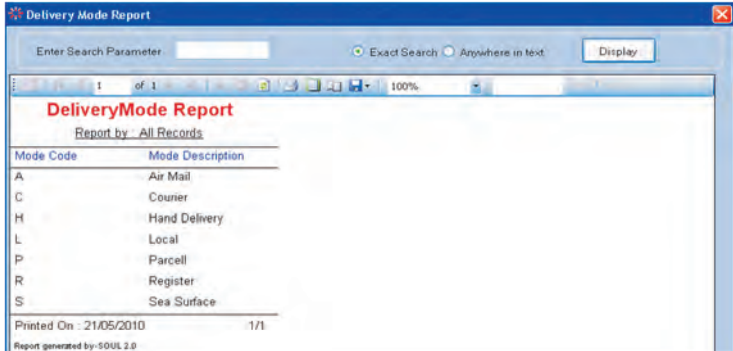 Delivery Mode Report
Enter Search Parameter Exact Search Anywhere in text Display
1 of 1 100%
DeliveryMode Report
Report by : All Records
Mode Code Mode Description
A Air Mail
C Courier
H Hand Delivery
L Local
P Parcell
R Register
S Sea Surface
Printed On : 21/05/2010 1/1
Report generated by-SOUL 2.0